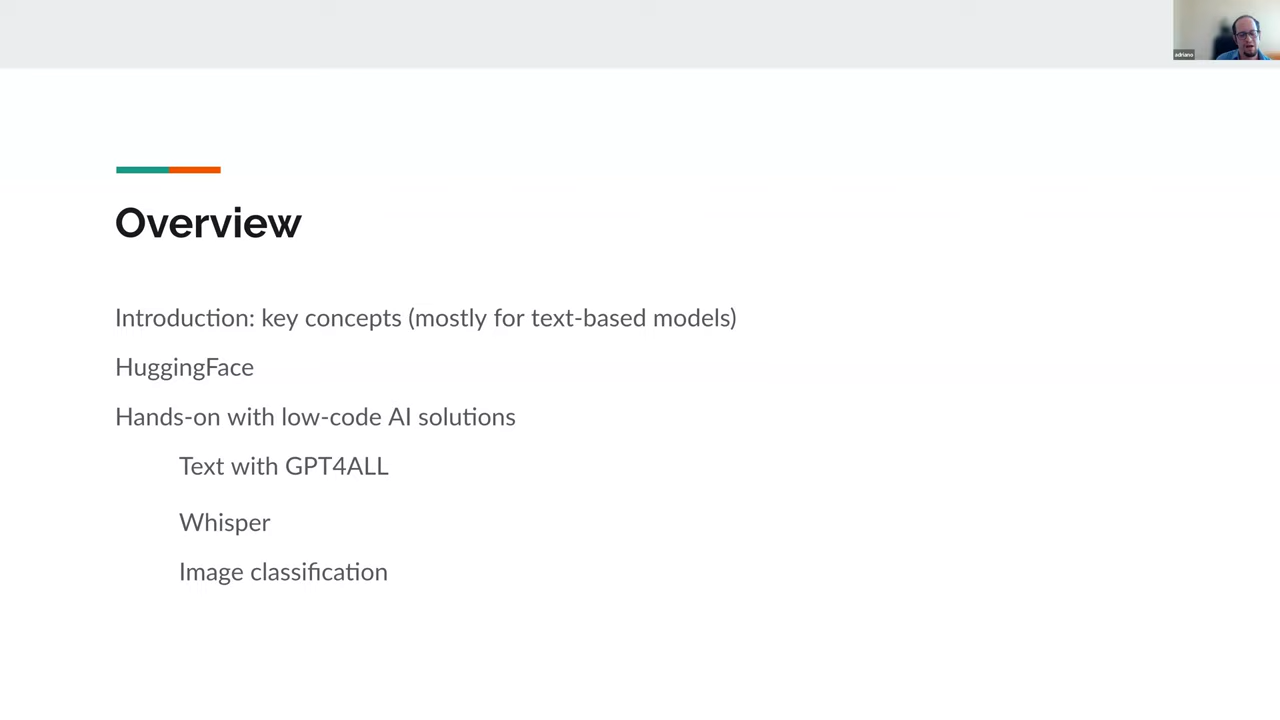 adriano
Overview
Introduction: key concepts (mostly for text-based models)
HuggingFace
Hands-on with low-code AI solutions
Text with GPT4ALL
Whisper
Image classification